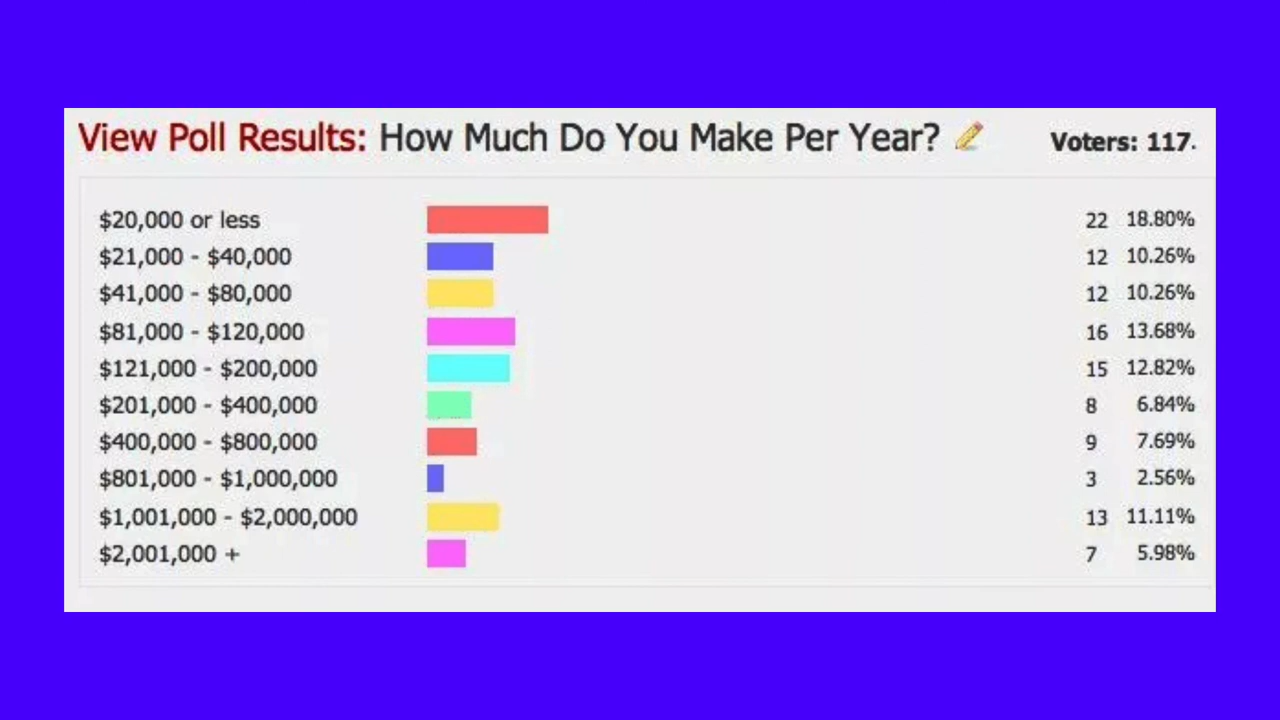 View Poll Results: How Much Do You Make Per Year? Voters: 117.
$20,000 or less 22 18.80%
$21,000 - $40,000 12 10.26%
$41,000 - $80,000 12 10.26%
$81,000 - $120,000 16 13.68%
$121,000 - $200,000 15 12.82%
$201,000 - $400,000 8 6.84%
$400,000 - $800,000 9 7.69%
$801,000 - $1,000,000 3 2.56%
$1,001,000 - $2,000,000 13 11.11%
$2,001,000 + 7 5.98%